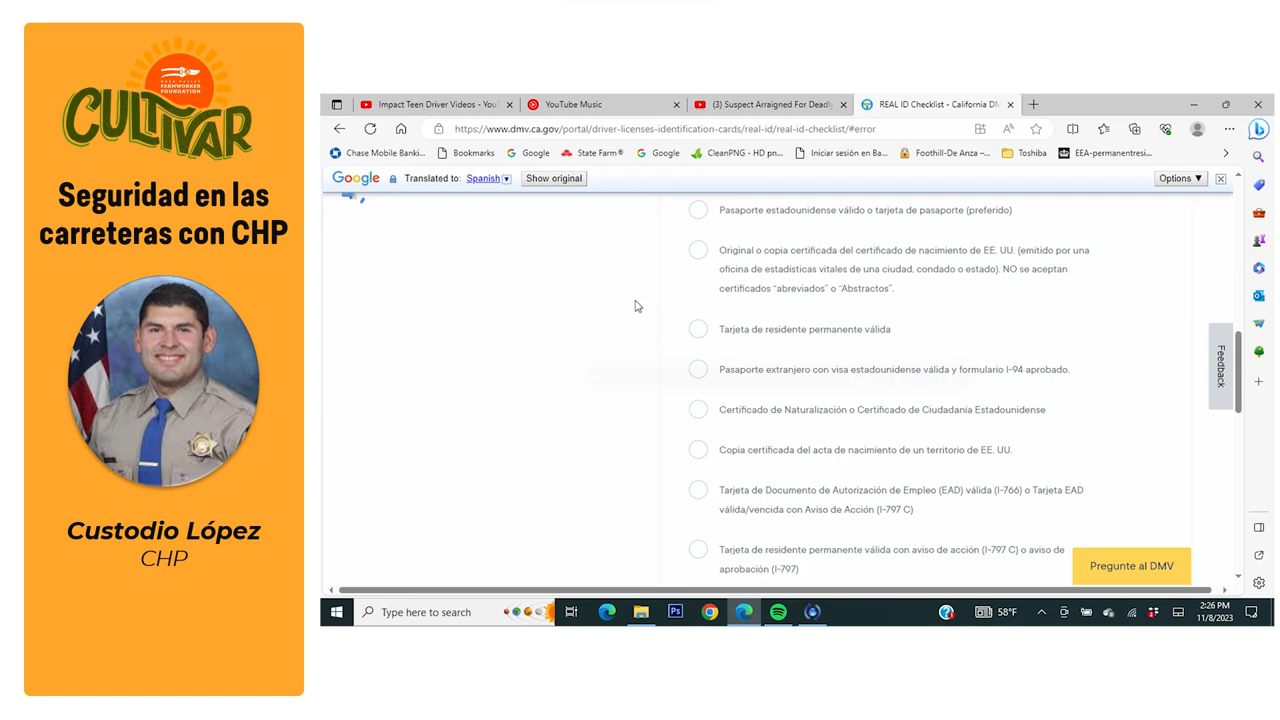 NAPA VALLEY
FARMWORKER
FOUNDATION
CULTIVAR
Seguridad en las
carreteras con CHP
Custodio López
CHP
Impact Teen Driver Videos - You
YouTube Music
(3) Suspect Arraigned For Deadly
REAL ID Checklist - California DM
https://www.dmv.ca.gov/portal/driver-licenses-identification-cards/real-id/real-id-checklist/#error
Chase Mobile Banki...
Bookmarks
Google
State Farm®
Google
CleanPNG - HD pn...
Iniciar sesión en Ba...
Foothill-De Anza –...
Toshiba
EEA-permanentresi...
Google
Translated to:
Spanish
Show original
Options ▼
Pasaporte estadounidense válido o tarjeta de pasaporte (preferido)
Original o copia certificada del certificado de nacimiento de EE. UU. (emitido por una
oficina de estadísticas vitales de una ciudad, condado o estado). NO se aceptan
certificados "abreviados" o "Abstractos".
Tarjeta de residente permanente válida
Pasaporte extranjero con visa estadounidense válida y formulario I-94 aprobado.
Certificado de Naturalización o Certificado de Ciudadanía Estadounidense
Copia certificada del acta de nacimiento de un territorio de EE. UU.
Tarjeta de Documento de Autorización de Empleo (EAD) válida (I-766) o Tarjeta EAD
válida/vencida con Aviso de Acción (I-797 C)
Tarjeta de residente permanente válida con aviso de acción (I-797 C) o aviso de
aprobación (I-797)
Pregunte al DMV
Feedback
Type here to search
Ps
58°F
2:26 PM
11/8/2023